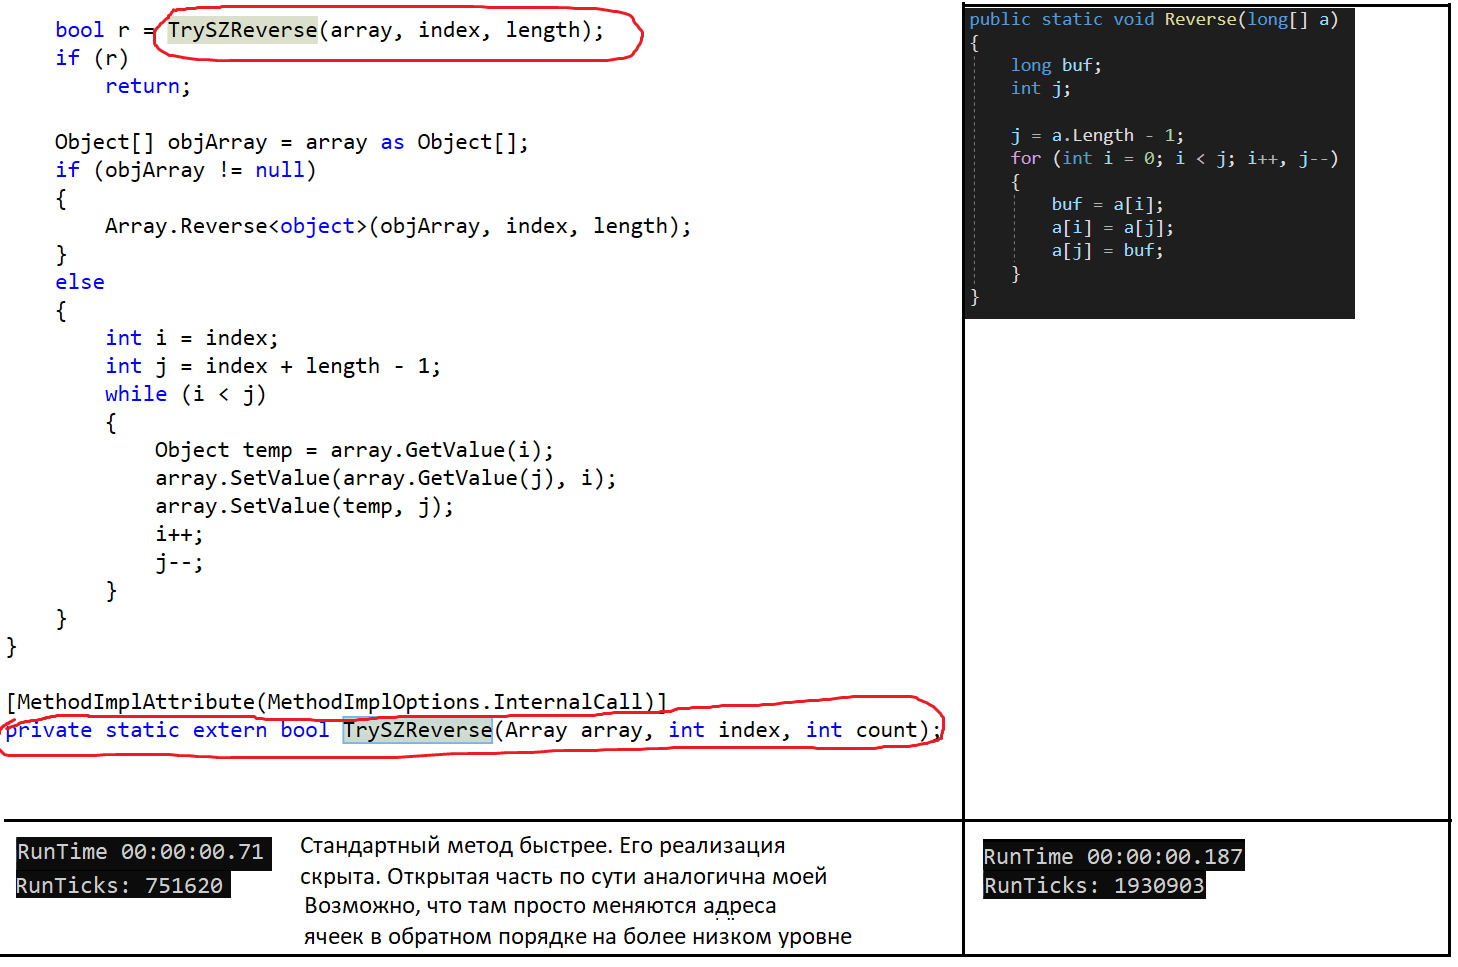 bool r = TrySZReverse(array, index, length);
if (r)
return;
Object[] objArray = array as Object[];
if (objArray != null)
{
Array.Reverse<object>(objArray, index, length);
}
else
{
int i = index;
int j = index + length - 1;
while (i < j)
{
Object temp = array.GetValue(i);
array.SetValue(array.GetValue(j), i);
array.SetValue(temp, j);
i++;
j--;
}
}
}
[MethodImplAttribute(MethodImplOptions.InternalCall)]
private static extern bool TrySZReverse(Array array, int index, int count);
public static void Reverse(long[] a)
{
long buf;
int j;
j = a.Length - 1;
for (int i = 0; i < j; i++, j--)
{
buf = a[i];
a[i] = a[j];
a[j] = buf;
}
}
RunTime 00:00:00.71
RunTicks: 751620
Стандартный метод быстрее. Его реализация
скрыта. Открытая часть по сути аналогична моей
Возможно, что там просто меняются адреса
ячеек в обратном порядке на более низком уровне
RunTime 00:00:00.187
RunTicks: 1930903